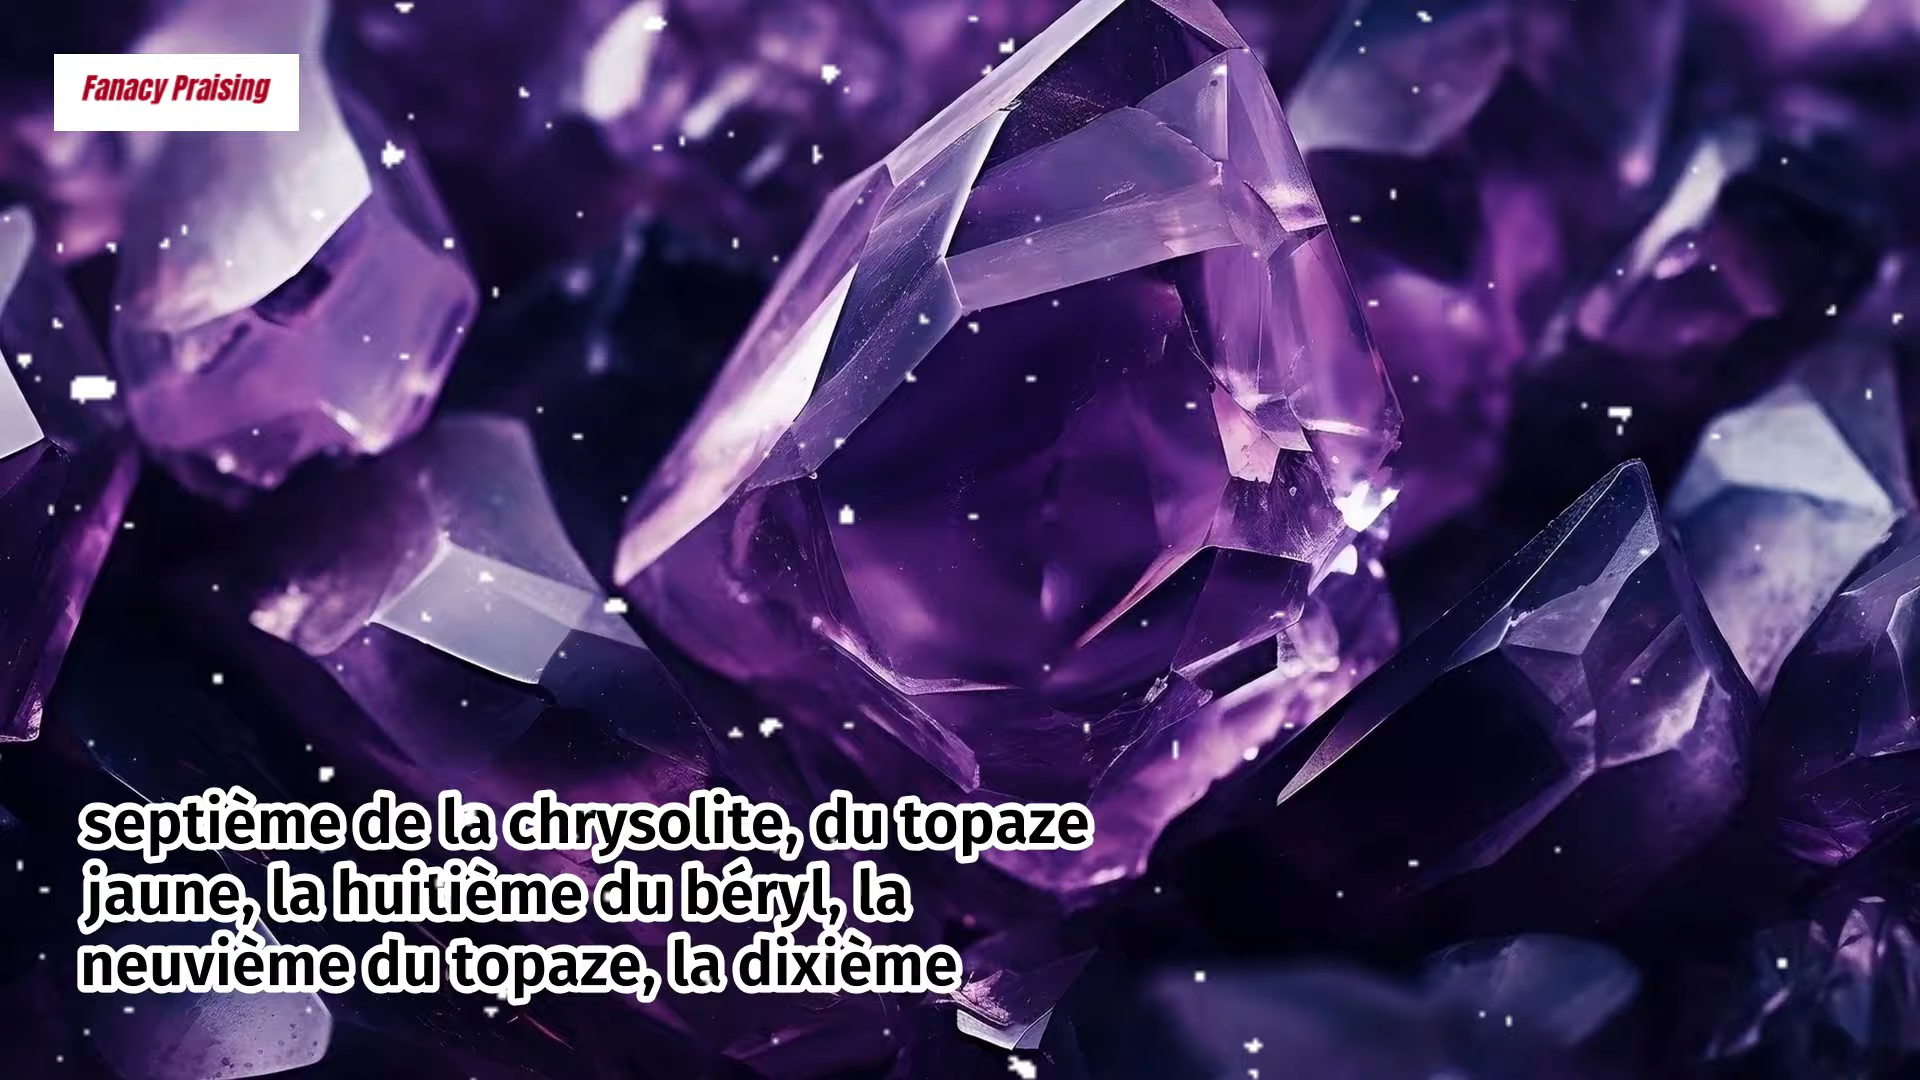 Fanacy Praising
septième de la chrysolite, du topaze
jaune, la huitième du béryl, la
neuvième du topaze, la dixième